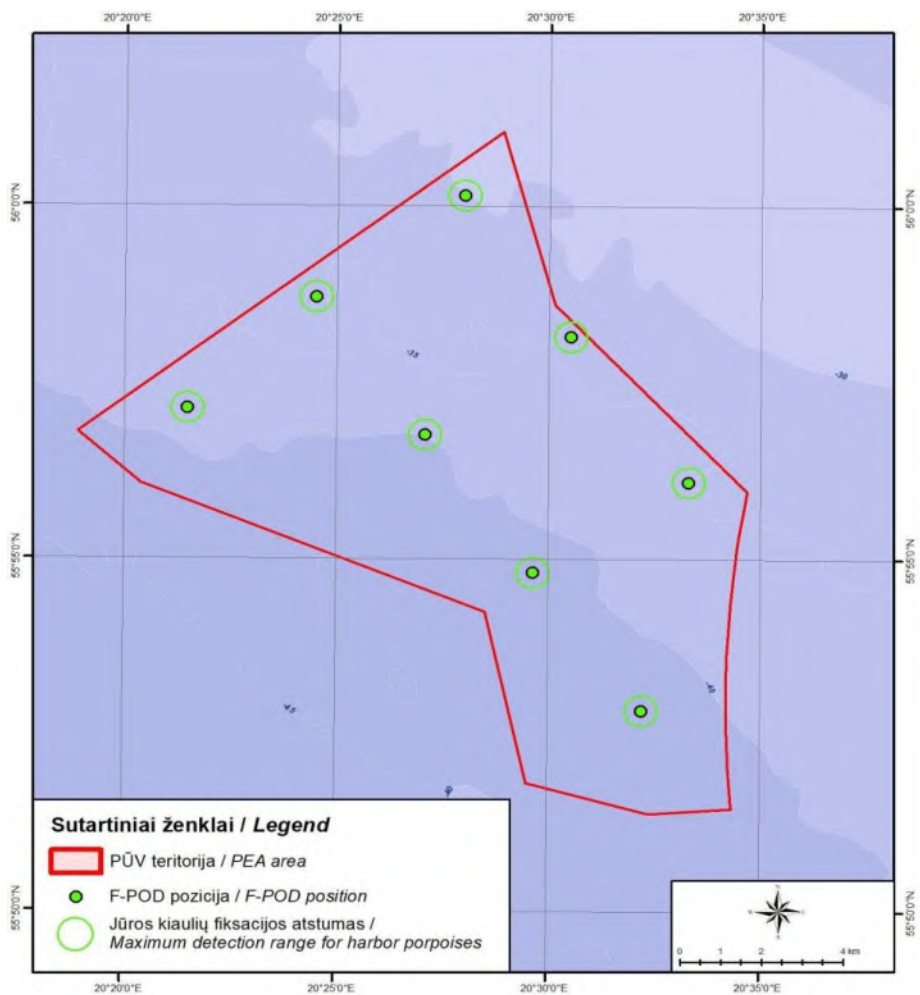 20°20'0"E 20°25'0"E 20°30'0"E 20°35'0"E
56°0'0"N 56°0'0"N
-35
-30
55°55'0"N 55°55'0"N
-40
-45
Sutartiniai ženklai / Legend
PŪV teritorija / PEA area
F-POD pozicija / F-POD position
Jūros kiaulių fiksacijos atstumas /
Maximum detection range for harbor porpoises
55°50'0"N 55°50'0"N
N
W E
S
0 1 2 4 km
20°20'0"E 20°25'0"E 20°30'0"E 20°35'0"E